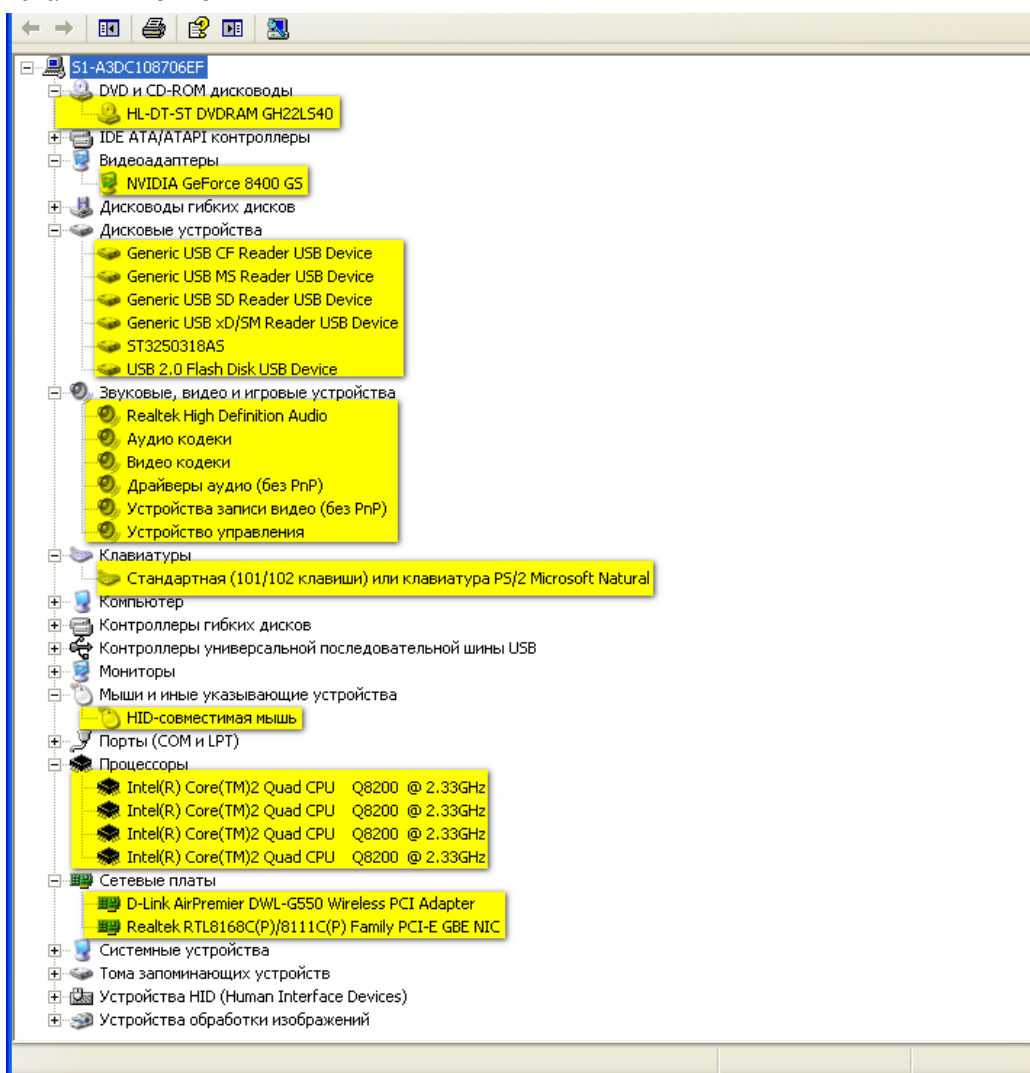 S1-A3DC108706EF
DVD и CD-ROM дисководы
HL-DT-ST DVDRAM GH22LS40
IDE ATA/ATAPI контроллеры
Видеоадаптеры
NVIDIA GeForce 8400 GS
Дисководы гибких дисков
Дисковые устройства
Generic USB CF Reader USB Device
Generic USB MS Reader USB Device
Generic USB SD Reader USB Device
Generic USB xD/SM Reader USB Device
ST3250318AS
USB 2.0 Flash Disk USB Device
Звуковые, видео и игровые устройства
Realtek High Definition Audio
Аудио кодеки
Видео кодеки
Драйверы аудио (без PnP)
Устройства записи видео (без PnP)
Устройство управления
Клавиатуры
Стандартная (101/102 клавиши) или клавиатура PS/2 Microsoft Natural
Компьютер
Контроллеры гибких дисков
Контроллеры универсальной последовательной шины USB
Мониторы
Мыши и иные указывающие устройства
HID-совместимая мышь
Порты (COM и LPT)
Процессоры
Intel(R) Core(TM)2 Quad CPU Q8200 @ 2.33GHz
Intel(R) Core(TM)2 Quad CPU Q8200 @ 2.33GHz
Intel(R) Core(TM)2 Quad CPU Q8200 @ 2.33GHz
Intel(R) Core(TM)2 Quad CPU Q8200 @ 2.33GHz
Сетевые платы
D-Link AirPremier DWL-G550 Wireless PCI Adapter
Realtek RTL8168C(P)/8111C(P) Family PCI-E GBE NIC
Системные устройства
Тома запоминающих устройств
Устройства HID (Human Interface Devices)
Устройства обработки изображений